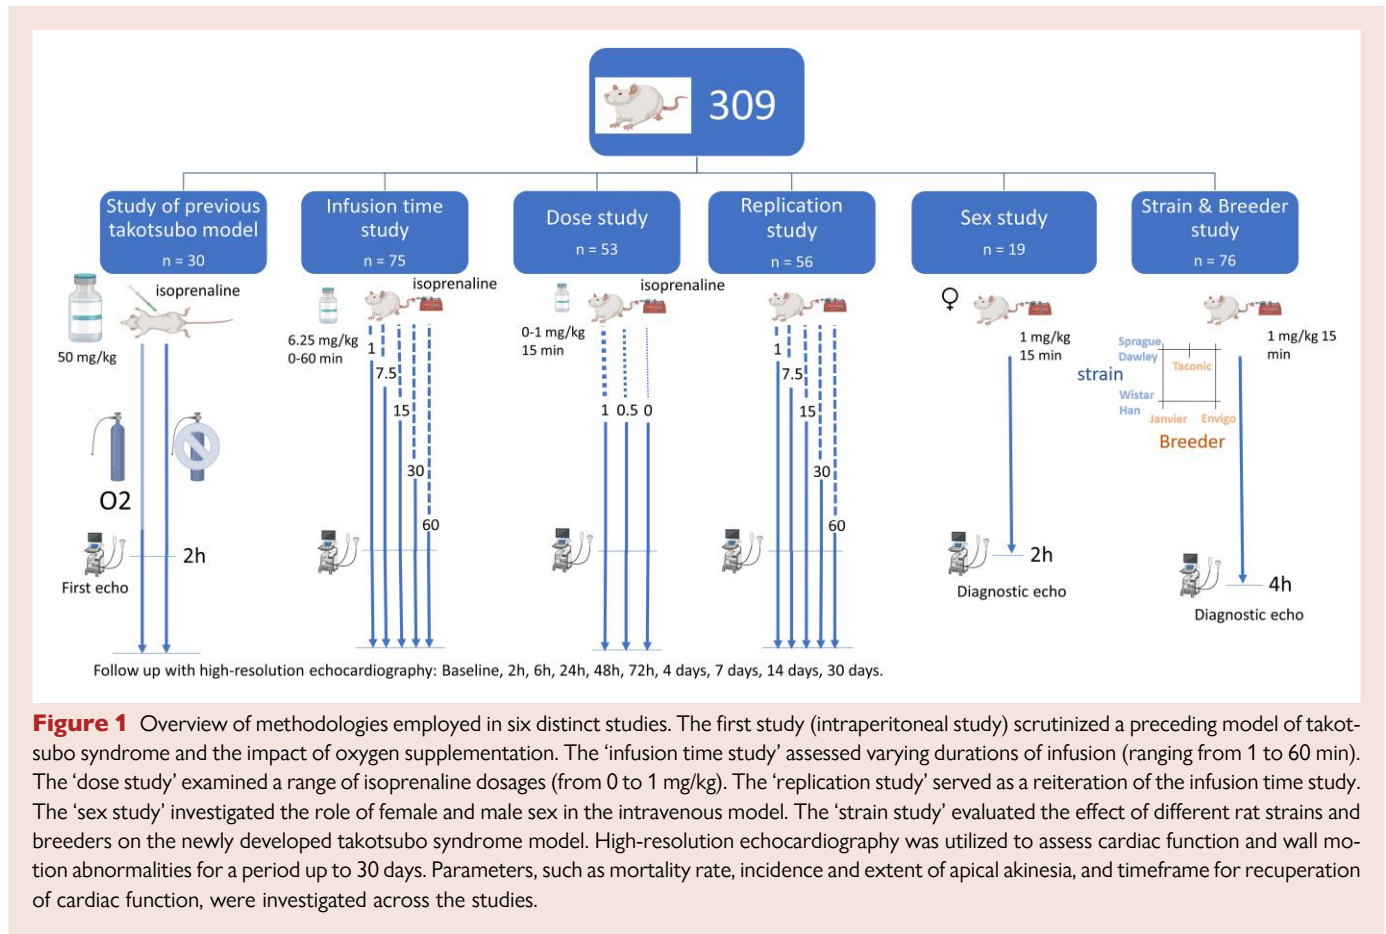 309
Study of previous
takotsubo model
n = 30
Infusion time
study
n = 75
Dose study
n = 53
Replication
study
n = 56
Sex study
n = 19
Strain & Breeder
study
n = 76
isoprenaline
50 mg/kg
O2
2h
First echo
isoprenaline
6.25 mg/kg
0-60 min
1
7.5
15
30
60
isoprenaline
0-1 mg/kg
15 min
1 0.5 0
1
7.5
15
30
60
♀
1 mg/kg
15 min
2h
Diagnostic echo
1 mg/kg 15
min
Sprague
Dawley
Taconic
strain
Wistar
Han
Janvier Envigo
Breeder
4h
Diagnostic echo
Follow up with high-resolution echocardiography: Baseline, 2h, 6h, 24h, 48h, 72h, 4 days, 7 days, 14 days, 30 days.
Figure 1 Overview of methodologies employed in six distinct studies. The first study (intraperitoneal study) scrutinized a preceding model of takot-
subo syndrome and the impact of oxygen supplementation. The ‘infusion time study’ assessed varying durations of infusion (ranging from 1 to 60 min).
The ‘dose study’ examined a range of isoprenaline dosages (from 0 to 1 mg/kg). The ‘replication study’ served as a reiteration of the infusion time study.
The ‘sex study’ investigated the role of female and male sex in the intravenous model. The ‘strain study’ evaluated the effect of different rat strains and
breeders on the newly developed takotsubo syndrome model. High-resolution echocardiography was utilized to assess cardiac function and wall mo-
tion abnormalities for a period up to 30 days. Parameters, such as mortality rate, incidence and extent of apical akinesia, and timeframe for recuperation
of cardiac function, were investigated across the studies.